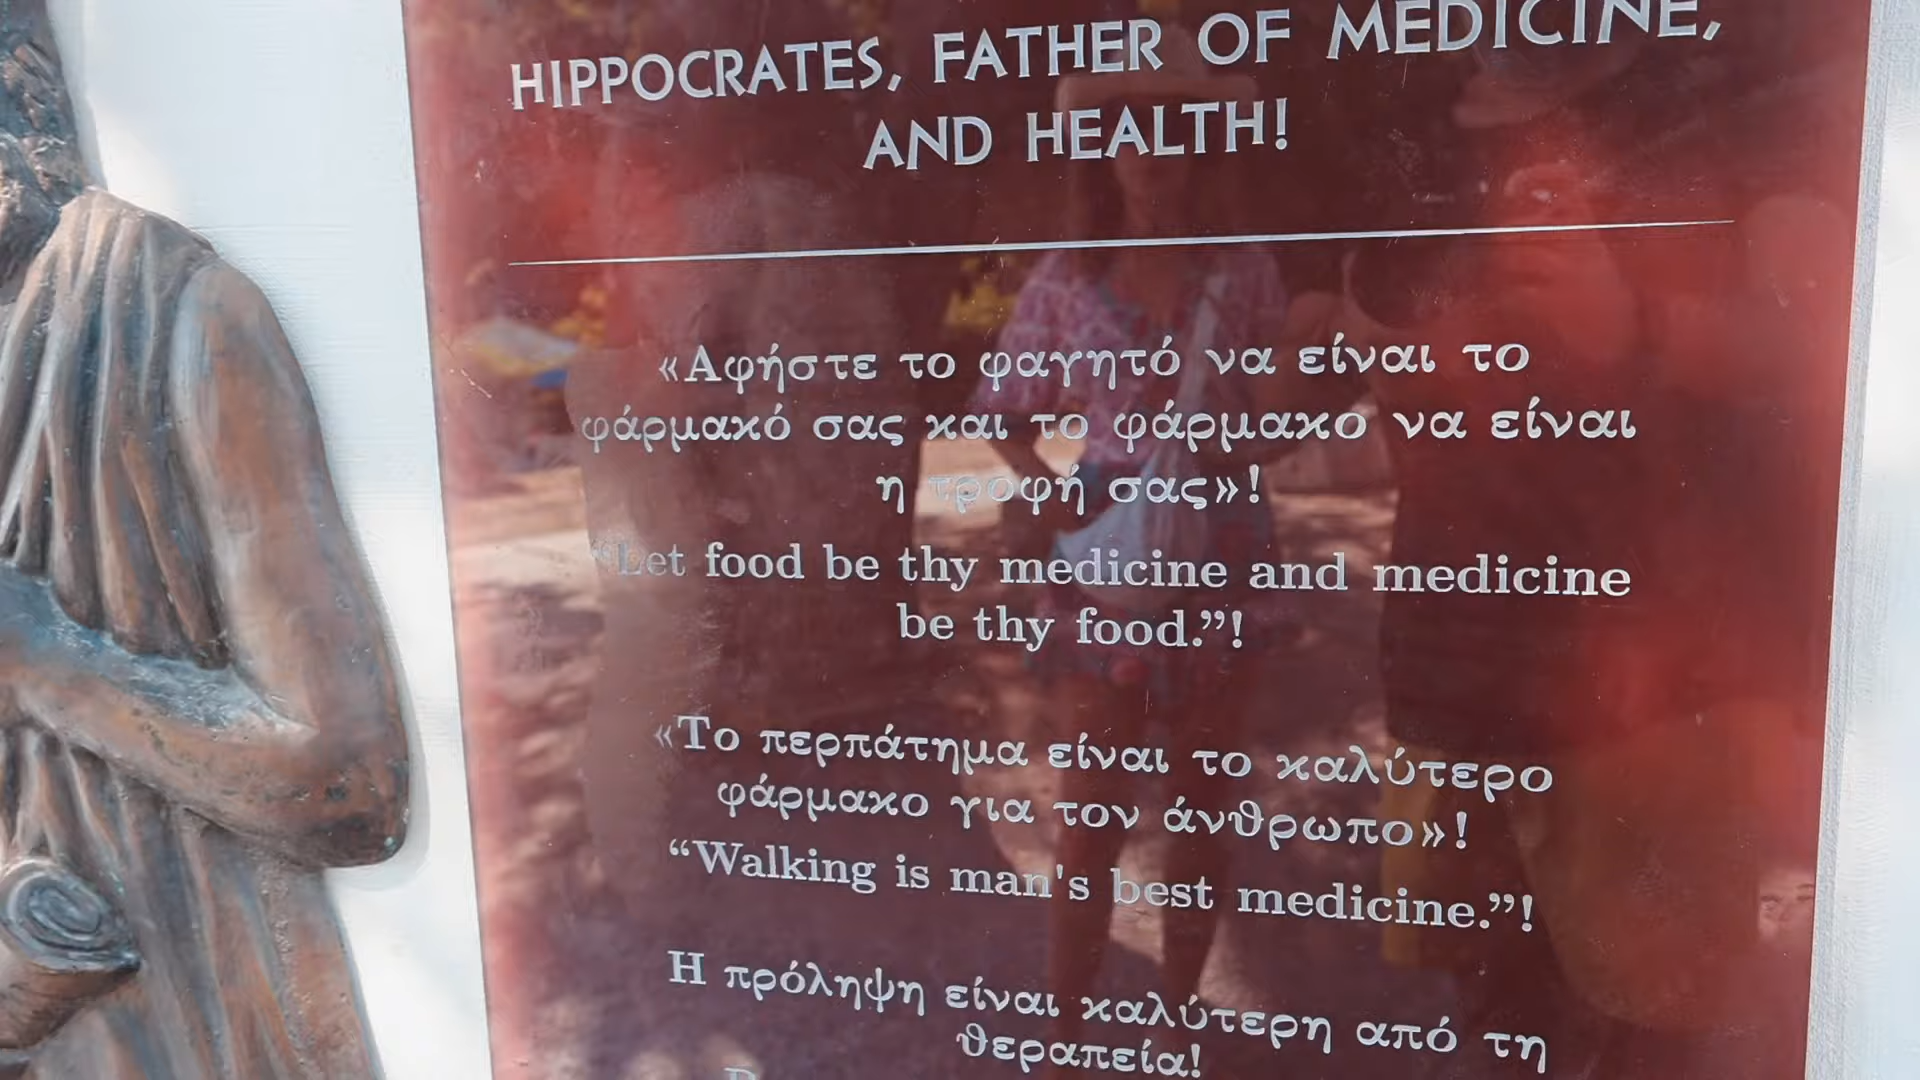 HIPPOCRATES, FATHER OF MEDICINE,
AND HEALTH!
«Αφήστε το φαγητό να είναι το
φάρμακό σας και το φάρμακο να είναι
η τροφή σας»!
“Let food be thy medicine and medicine
be thy food.”!
«Το περπάτημα είναι το καλύτερο
φάρμακο για τον άνθρωπο»!
“Walking is man's best medicine.”!
Η πρόληψη είναι καλύτερη από τη
θεραπεία!